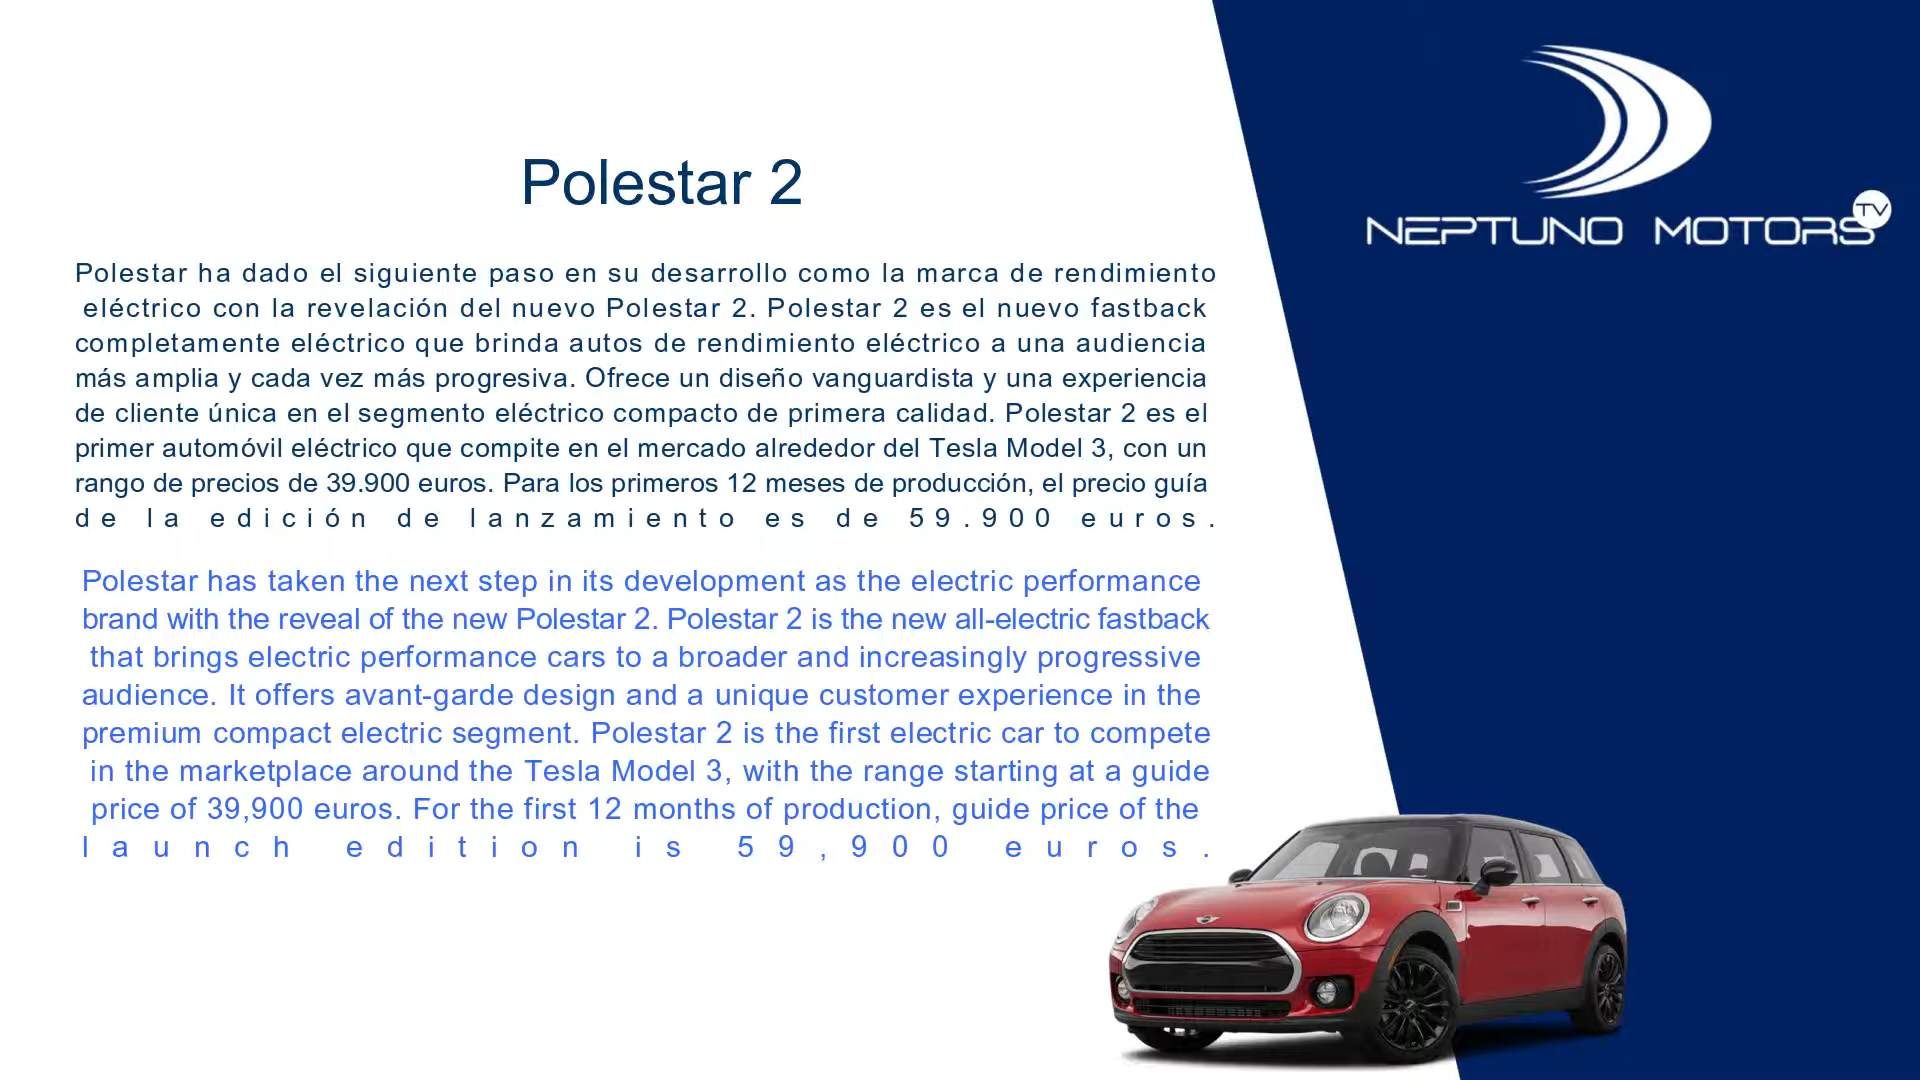 Polestar 2
NEPTUNO MOTORS TV
Polestar ha dado el siguiente paso en su desarrollo como la marca de rendimiento
eléctrico con la revelación del nuevo Polestar 2. Polestar 2 es el nuevo fastback
completamente eléctrico que brinda autos de rendimiento eléctrico a una audiencia
más amplia y cada vez más progresiva. Ofrece un diseño vanguardista y una experiencia
de cliente única en el segmento eléctrico compacto de primera calidad. Polestar 2 es el
primer automóvil eléctrico que compite en el mercado alrededor del Tesla Model 3, con un
rango de precios de 39.900 euros. Para los primeros 12 meses de producción, el precio guía
de la edición de lanzamiento es de 59.900 euros.
Polestar has taken the next step in its development as the electric performance
brand with the reveal of the new Polestar 2. Polestar 2 is the new all-electric fastback
that brings electric performance cars to a broader and increasingly progressive
audience. It offers avant-garde design and a unique customer experience in the
premium compact electric segment. Polestar 2 is the first electric car to compete
in the marketplace around the Tesla Model 3, with the range starting at a guide
price of 39,900 euros. For the first 12 months of production, guide price of the
launch edition is 59,900 euros.